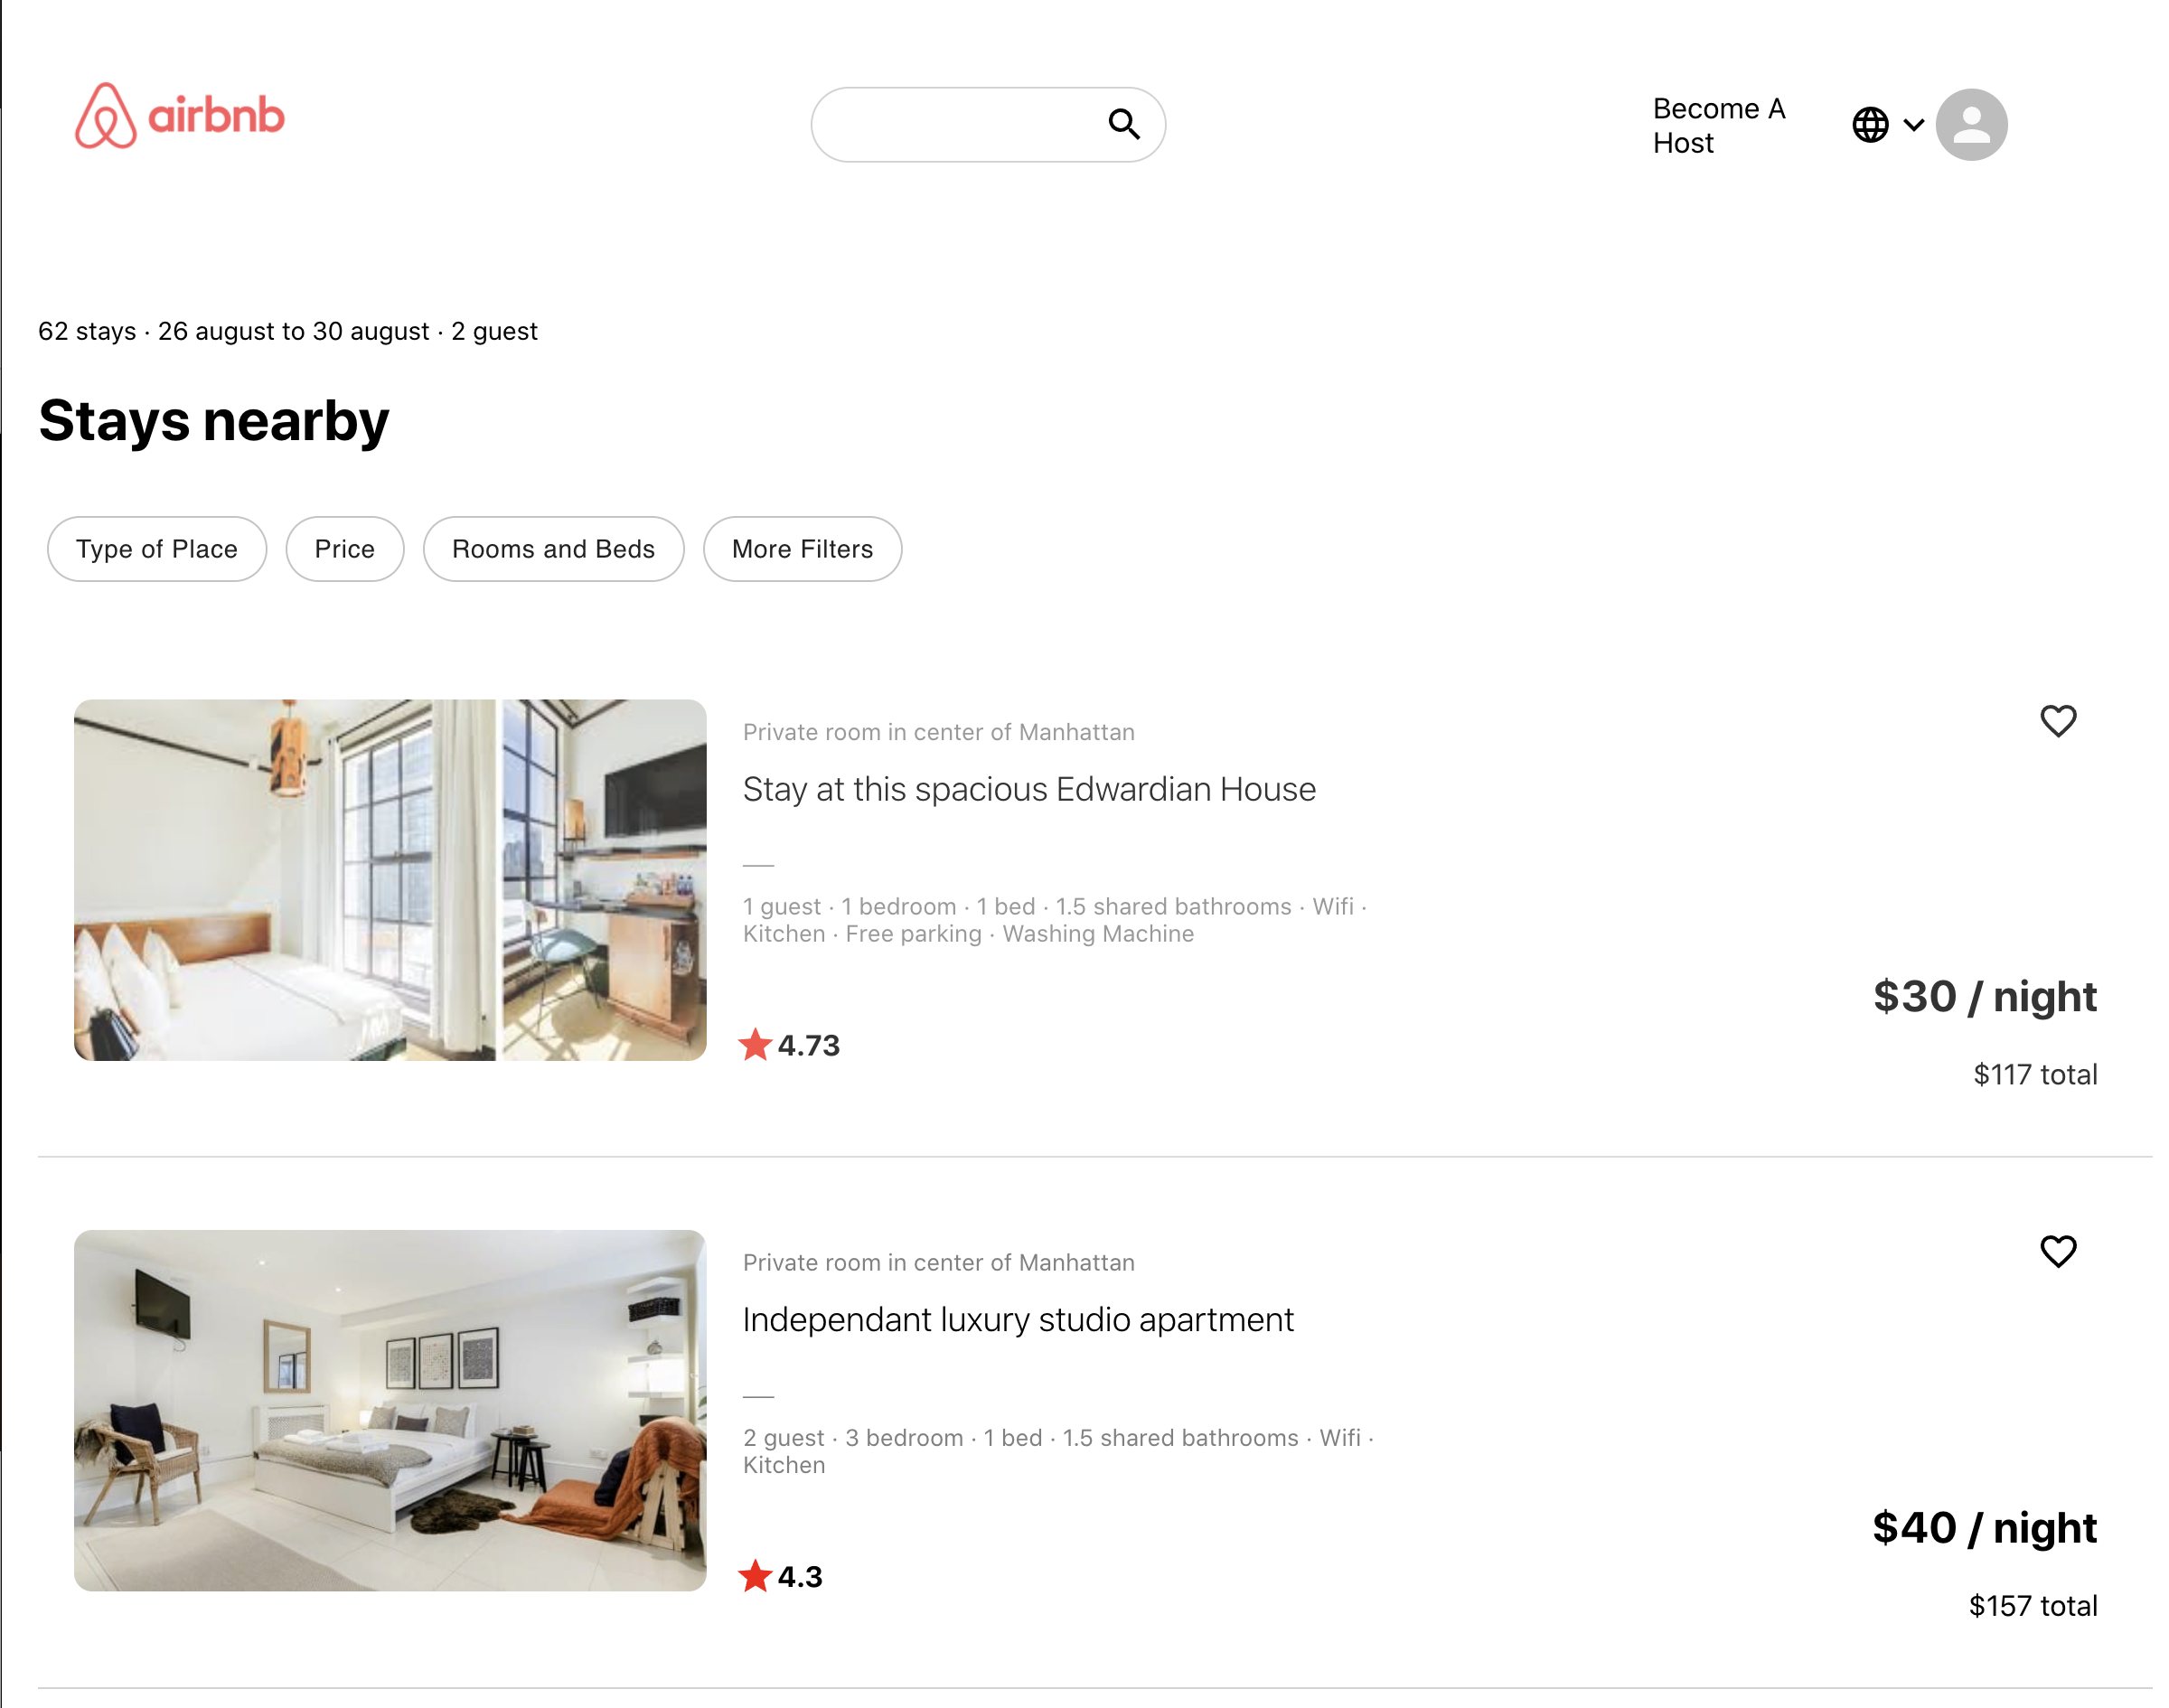 airbnb
Become A
Host
62 stays · 26 august to 30 august · 2 guest
Stays nearby
Type of Place
Price
Rooms and Beds
More Filters
Private room in center of Manhattan
Stay at this spacious Edwardian House
1 guest · 1 bedroom · 1 bed · 1.5 shared bathrooms · Wifi ·
Kitchen · Free parking · Washing Machine
$30 / night
4.73
$117 total
Private room in center of Manhattan
Independant luxury studio apartment
2 guest · 3 bedroom · 1 bed · 1.5 shared bathrooms · Wifi ·
Kitchen
$40 / night
4.3
$157 total